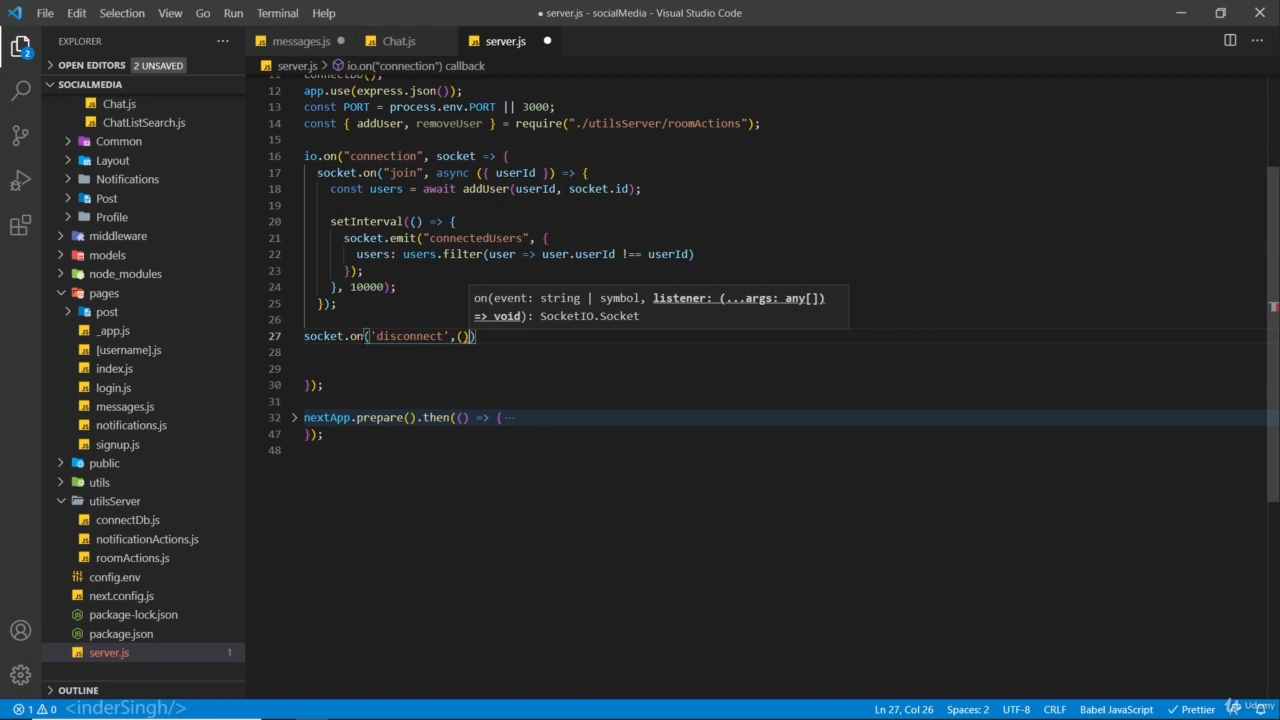 File Edit Selection View Go Run Terminal Help
● server.js - socialMedia - Visual Studio Code
EXPLORER
messages.js
Chat.js
server.js
OPEN EDITORS 2 UNSAVED
server.js > io.on("connection") callback
SOCIALMEDIA
Chat.js
ChatListSearch.js
Common
Layout
Notifications
Post
Profile
middleware
models
node_modules
pages
post
_app.js
[username].js
index.js
login.js
messages.js
notifications.js
signup.js
public
utils
utilsServer
connectDb.js
notificationActions.js
roomActions.js
config.env
next.config.js
package-lock.json
package.json
server.js 1
OUTLINE
2
11 connectDb();
12 app.use(express.json());
13 const PORT = process.env.PORT || 3000;
14 const { addUser, removeUser } = require("./utilsServer/roomActions");
15
16 io.on("connection", socket => {
17 socket.on("join", async ({ userId }) => {
18 const users = await addUser(userId, socket.id);
19
20 setInterval(() => {
21 socket.emit("connectedUsers", {
22 users: users.filter(user => user.userId !== userId)
23 });
24 }, 10000);
25 });
26
27 socket.on('disconnect',())
28
29
30 });
31
32 nextApp.prepare().then(() => { ···
47 });
48
on(event: string | symbol, listener: (...args: any[])
=> void): SocketIO.Socket
1 0 <inderSingh/>
Ln 27, Col 26 Spaces: 2 UTF-8 CRLF Babel JavaScript Prettier
Udemy